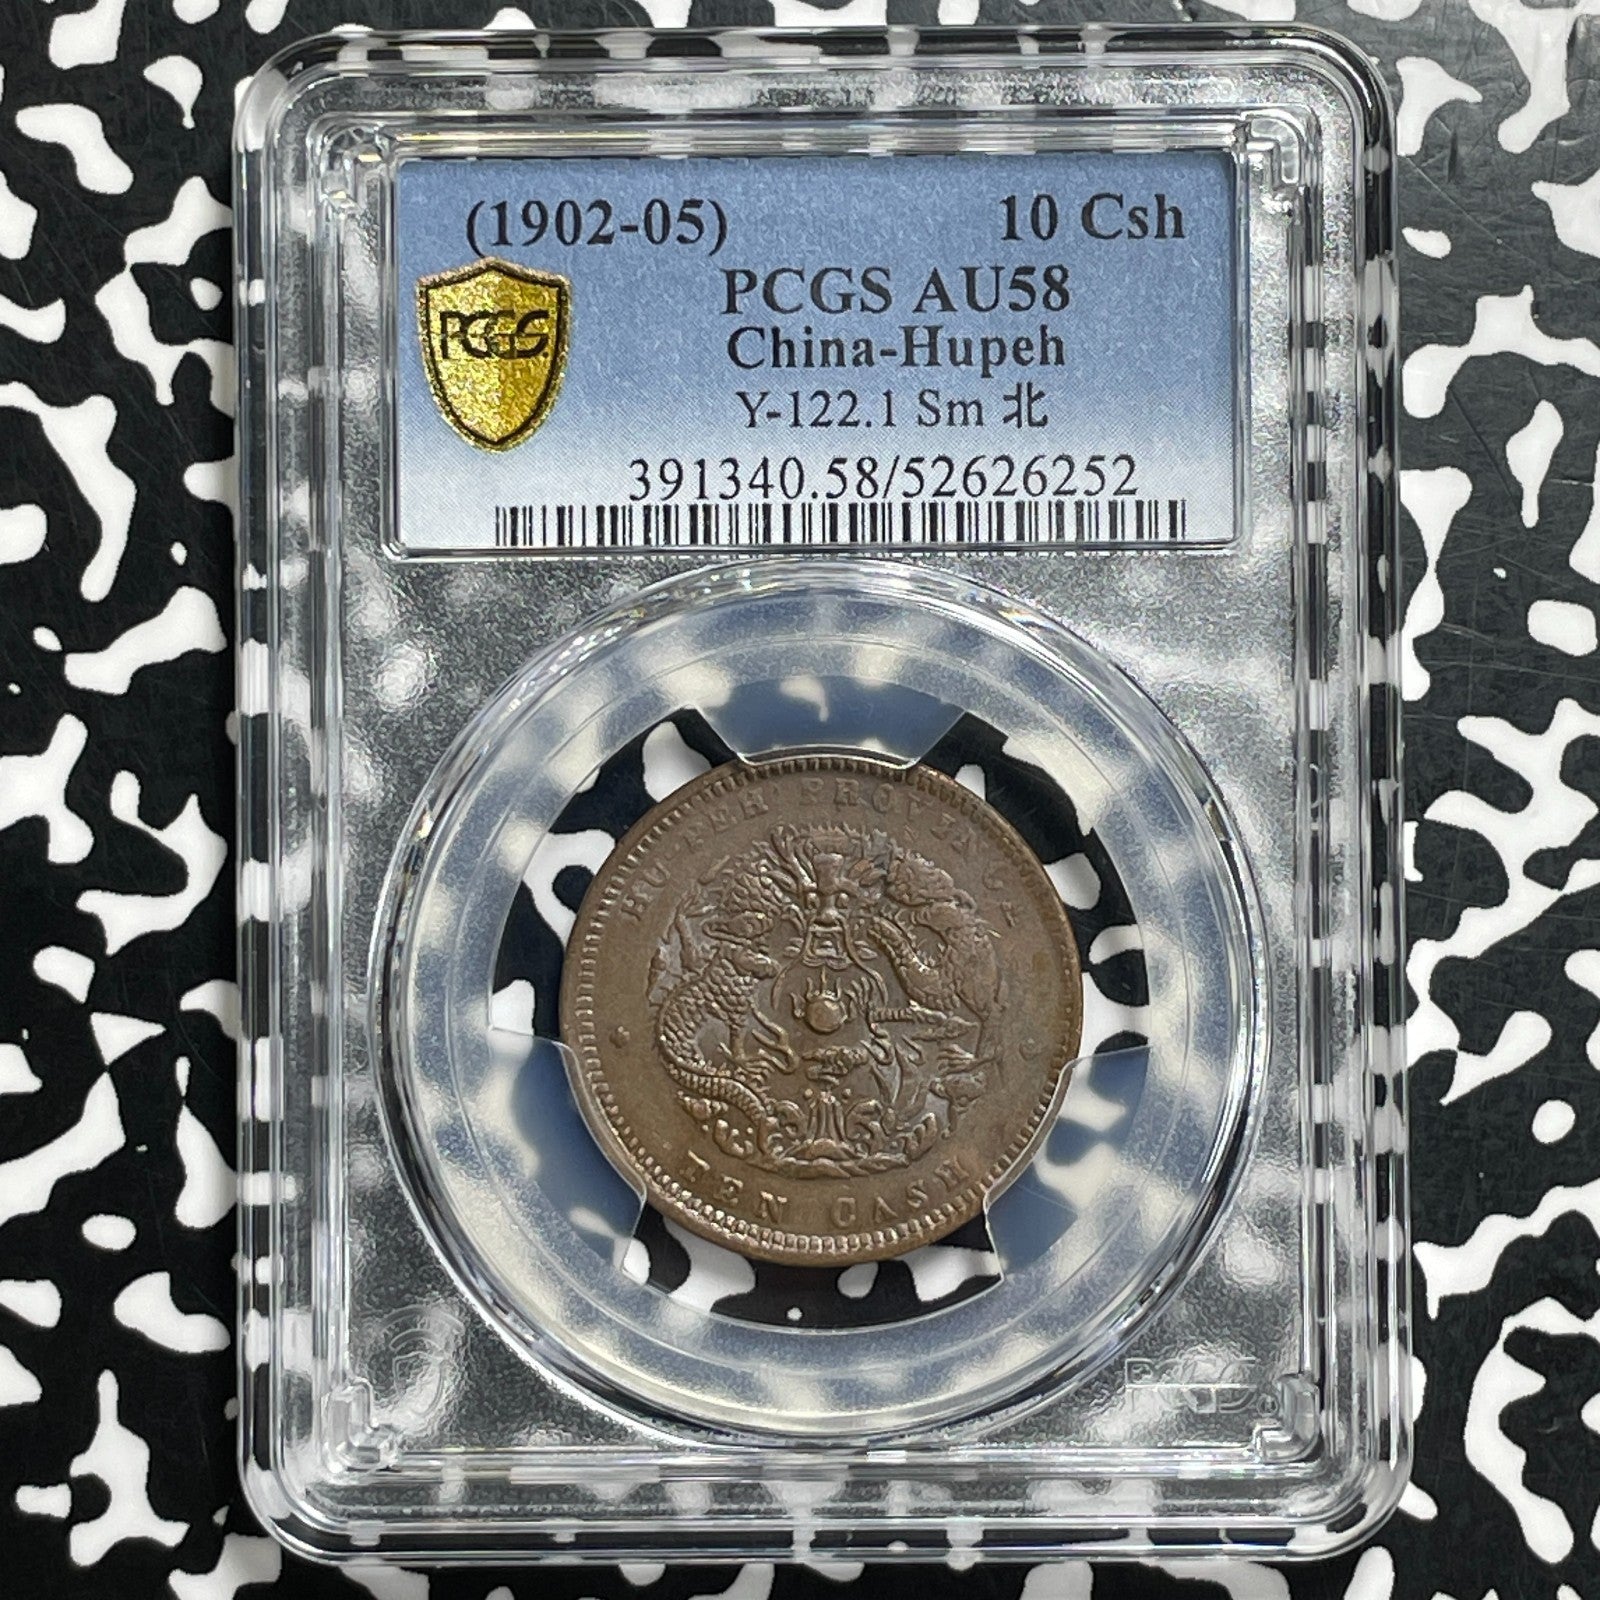 (1902-05) 10 Csh
PCGS AU58
PCGS China-Hupeh
Y-122.1 Sm 北
391340.58/52626252
HU-PEH PROVINCE
TEN CASH
PCGS